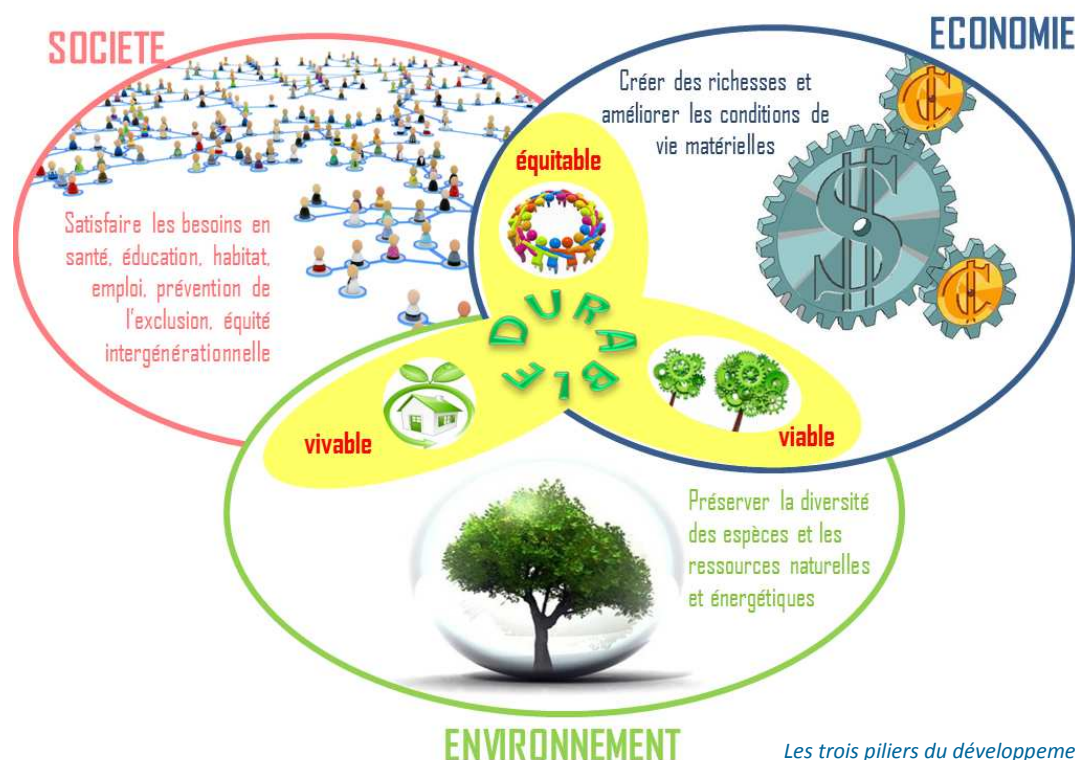 SOCIETE
ECONOMIE
Créer des richesses et
améliorer les conditions de
vie matérielles
équitable
Satisfaire les besoins en
santé, éducation, habitat,
emploi, prévention de
l'exclusion, équité
intergénérationnelle
DURABLE
vivable
viable
Préserver la diversité
des espèces et les
ressources naturelles
et énergétiques
ENVIRONNEMENT
Les trois piliers du développeme